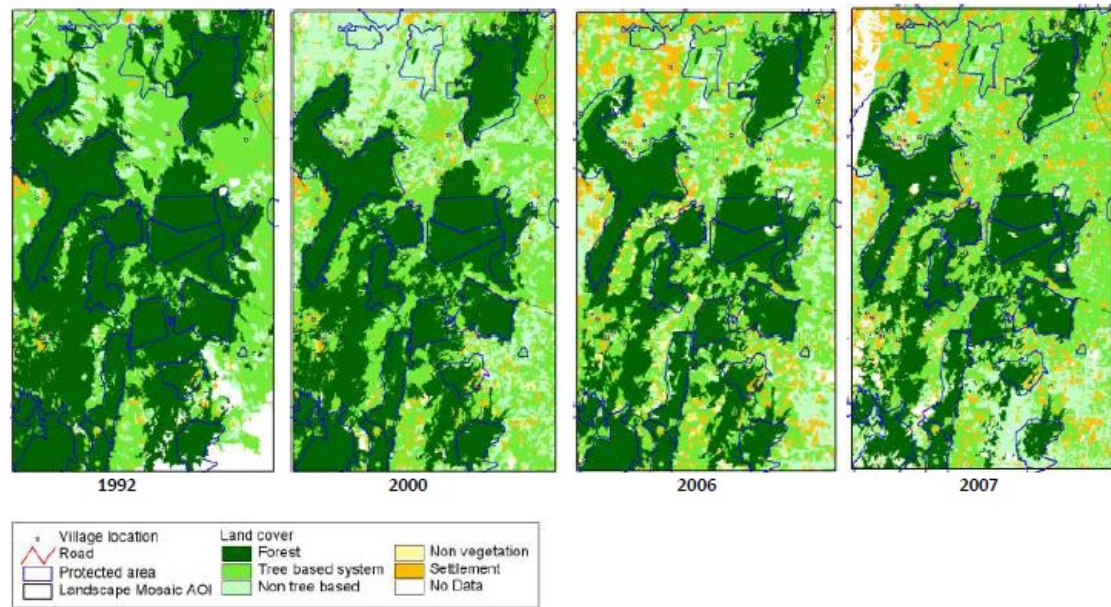 1992 2000 2006 2007
Village location
Road
Protected area
Landscape Mosaic AOI
Land cover
Forest
Tree based system
Non tree based
Non vegetation
Settlement
No Data